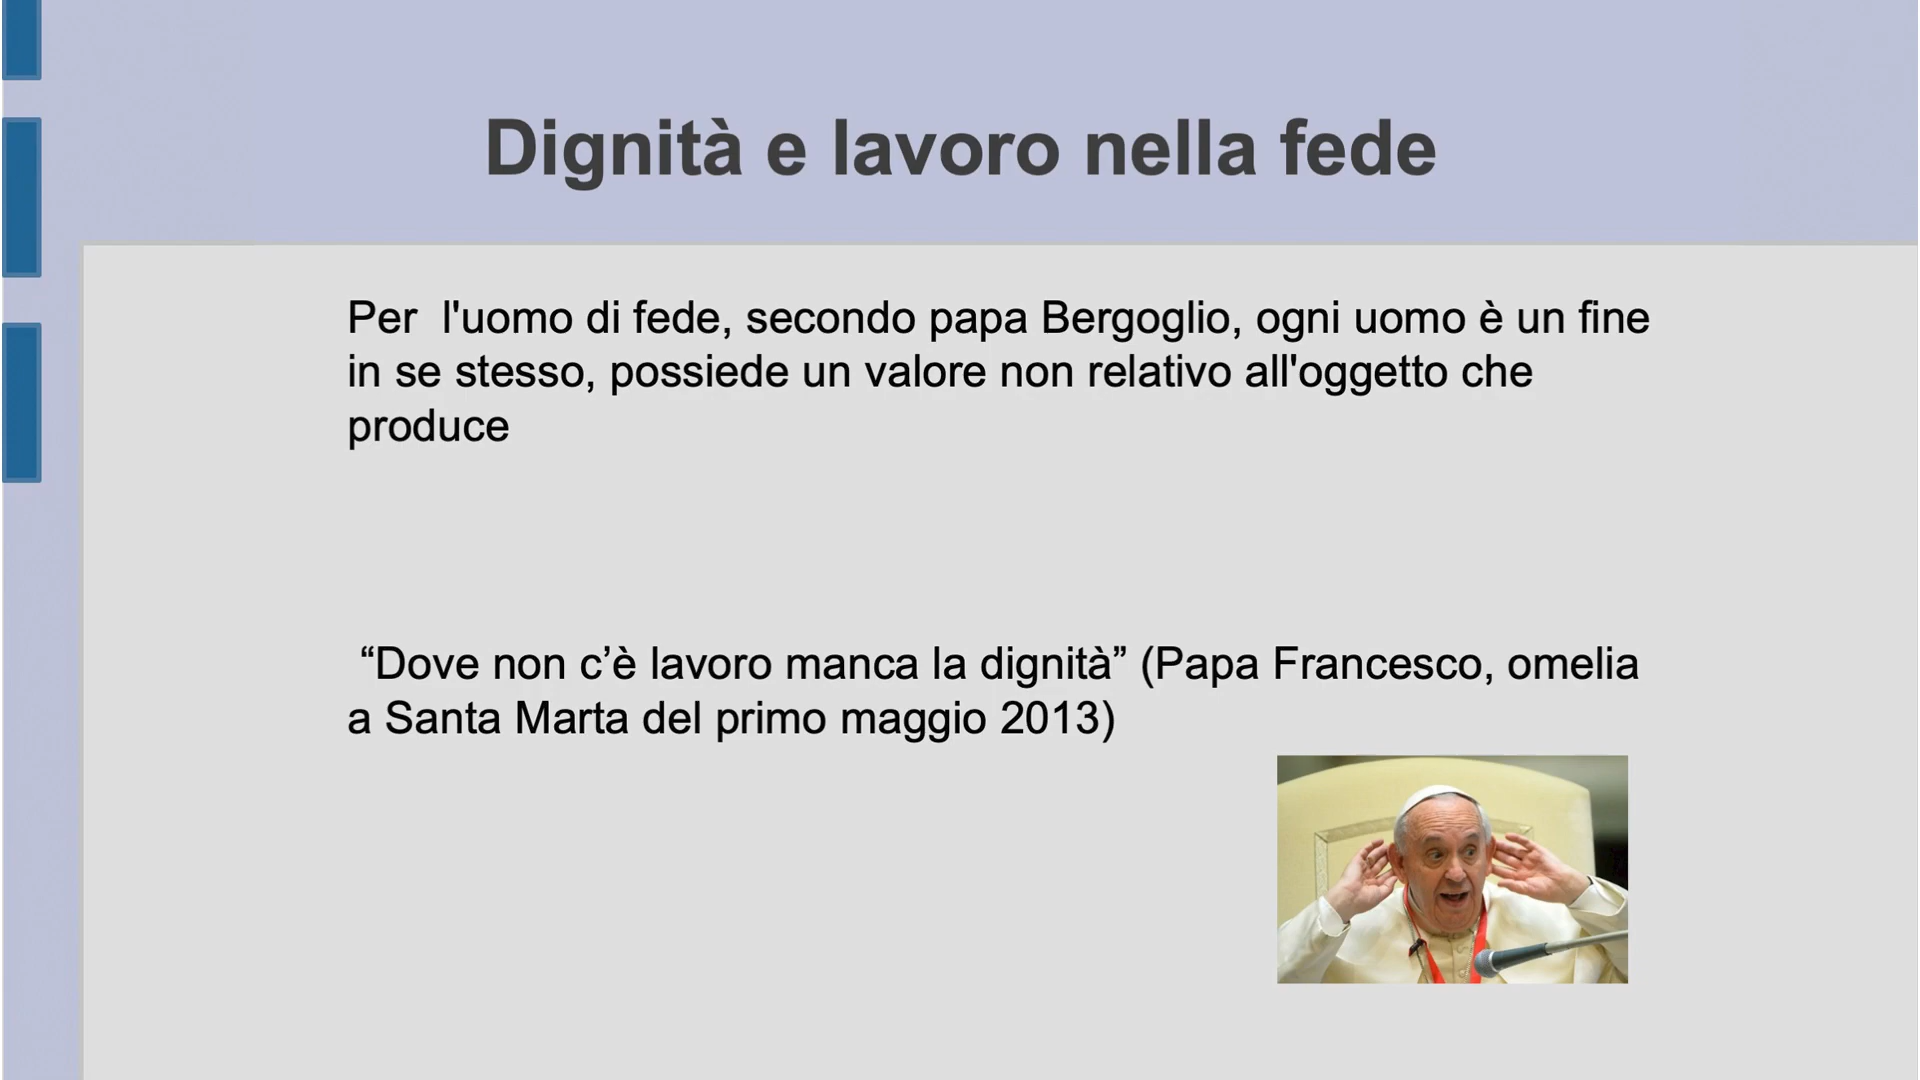 Dignità e lavoro nella fede
Per  l'uomo di fede, secondo papa Bergoglio, ogni uomo è un fine
in se stesso, possiede un valore non relativo all'oggetto che
produce
“Dove non c’è lavoro manca la dignità” (Papa Francesco, omelia
a Santa Marta del primo maggio 2013)